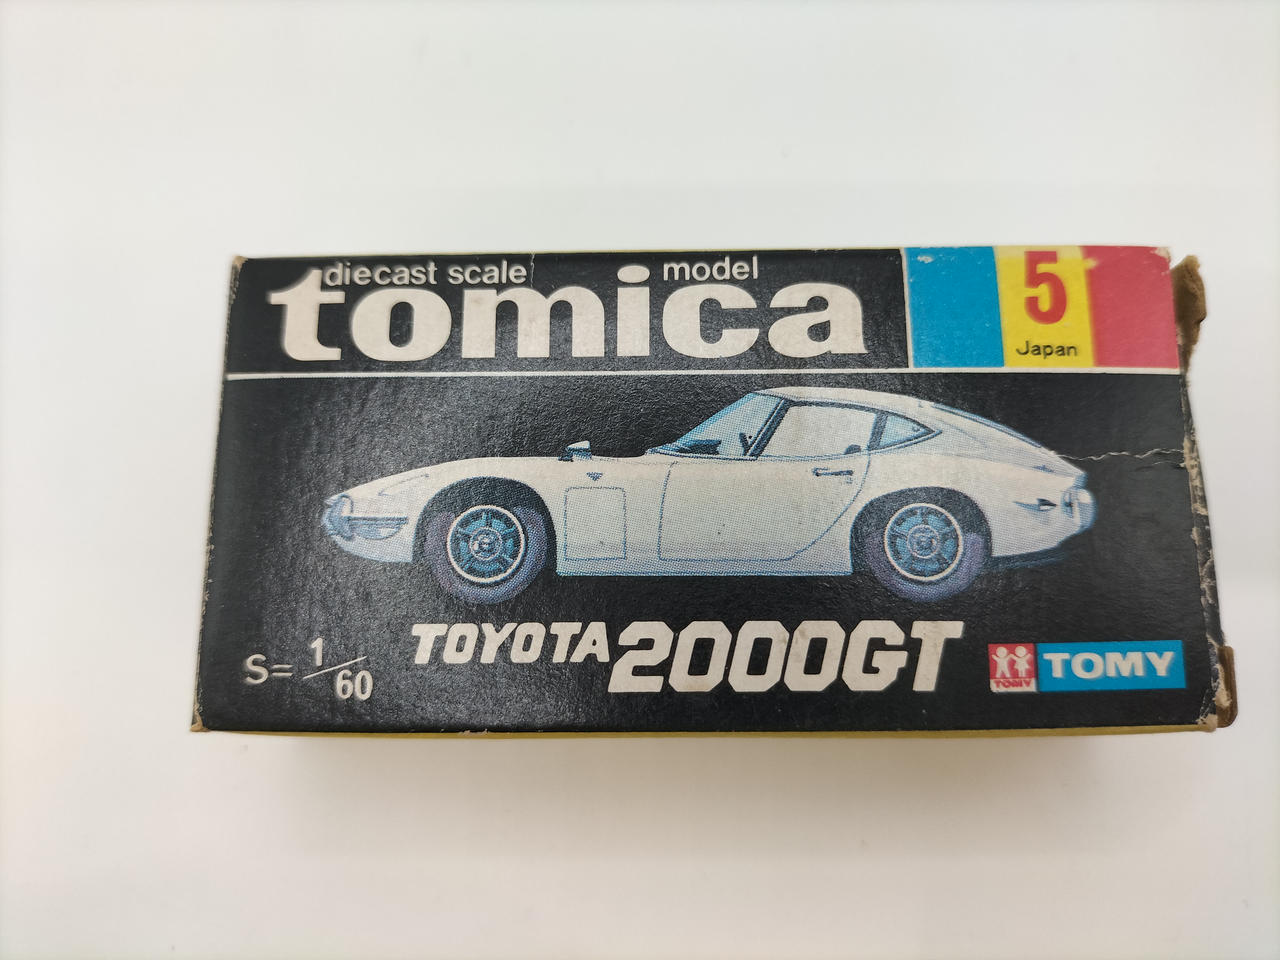 diecast scale model
tomica
5
Japan
TOYOTA 2000GT
S= 1/60
TOMY
TOMY